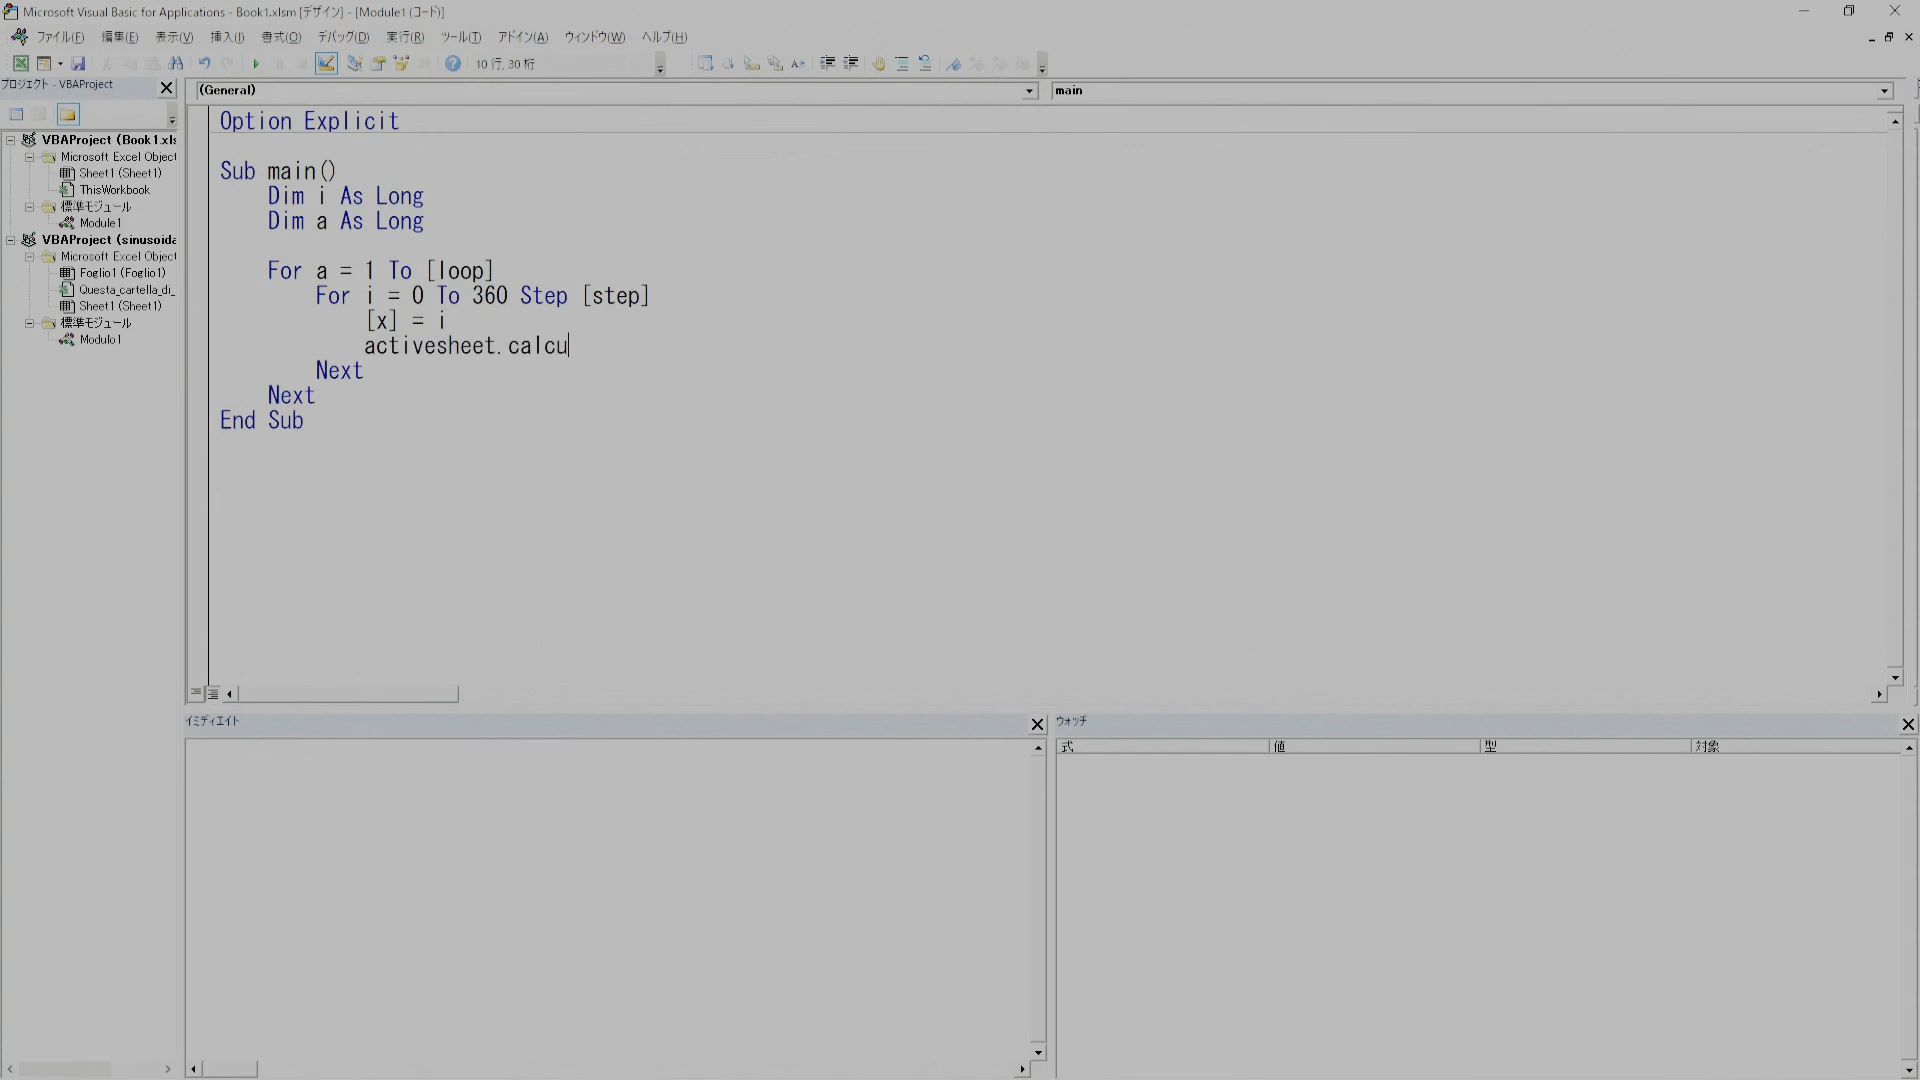 Microsoft Visual Basic for Applications - Book1.xlsm [デザイン] - [Module1 (コード)]
ファイル(F) 編集(E) 表示(V) 挿入(I) 書式(O) デバッグ(D) 実行(R) ツール(T) アドイン(A) ウィンドウ(W) ヘルプ(H)
10 行, 30 桁
プロジェクト - VBAProject
(General)
main
VBAProject (Book1.xls
Microsoft Excel Object
Sheet1 (Sheet1)
ThisWorkbook
標準モジュール
Module1
VBAProject (sinusoida
Microsoft Excel Object
Foglio1 (Foglio1)
Questa_cartella_di_
Sheet1 (Sheet1)
標準モジュール
Modulo1
Option Explicit
Sub main()
Dim i As Long
Dim a As Long
For a = 1 To [loop]
For i = 0 To 360 Step [step]
[x] = i
activesheet.calcu
Next
Next
End Sub
イミディエイト
ウォッチ
式 値 型 対象